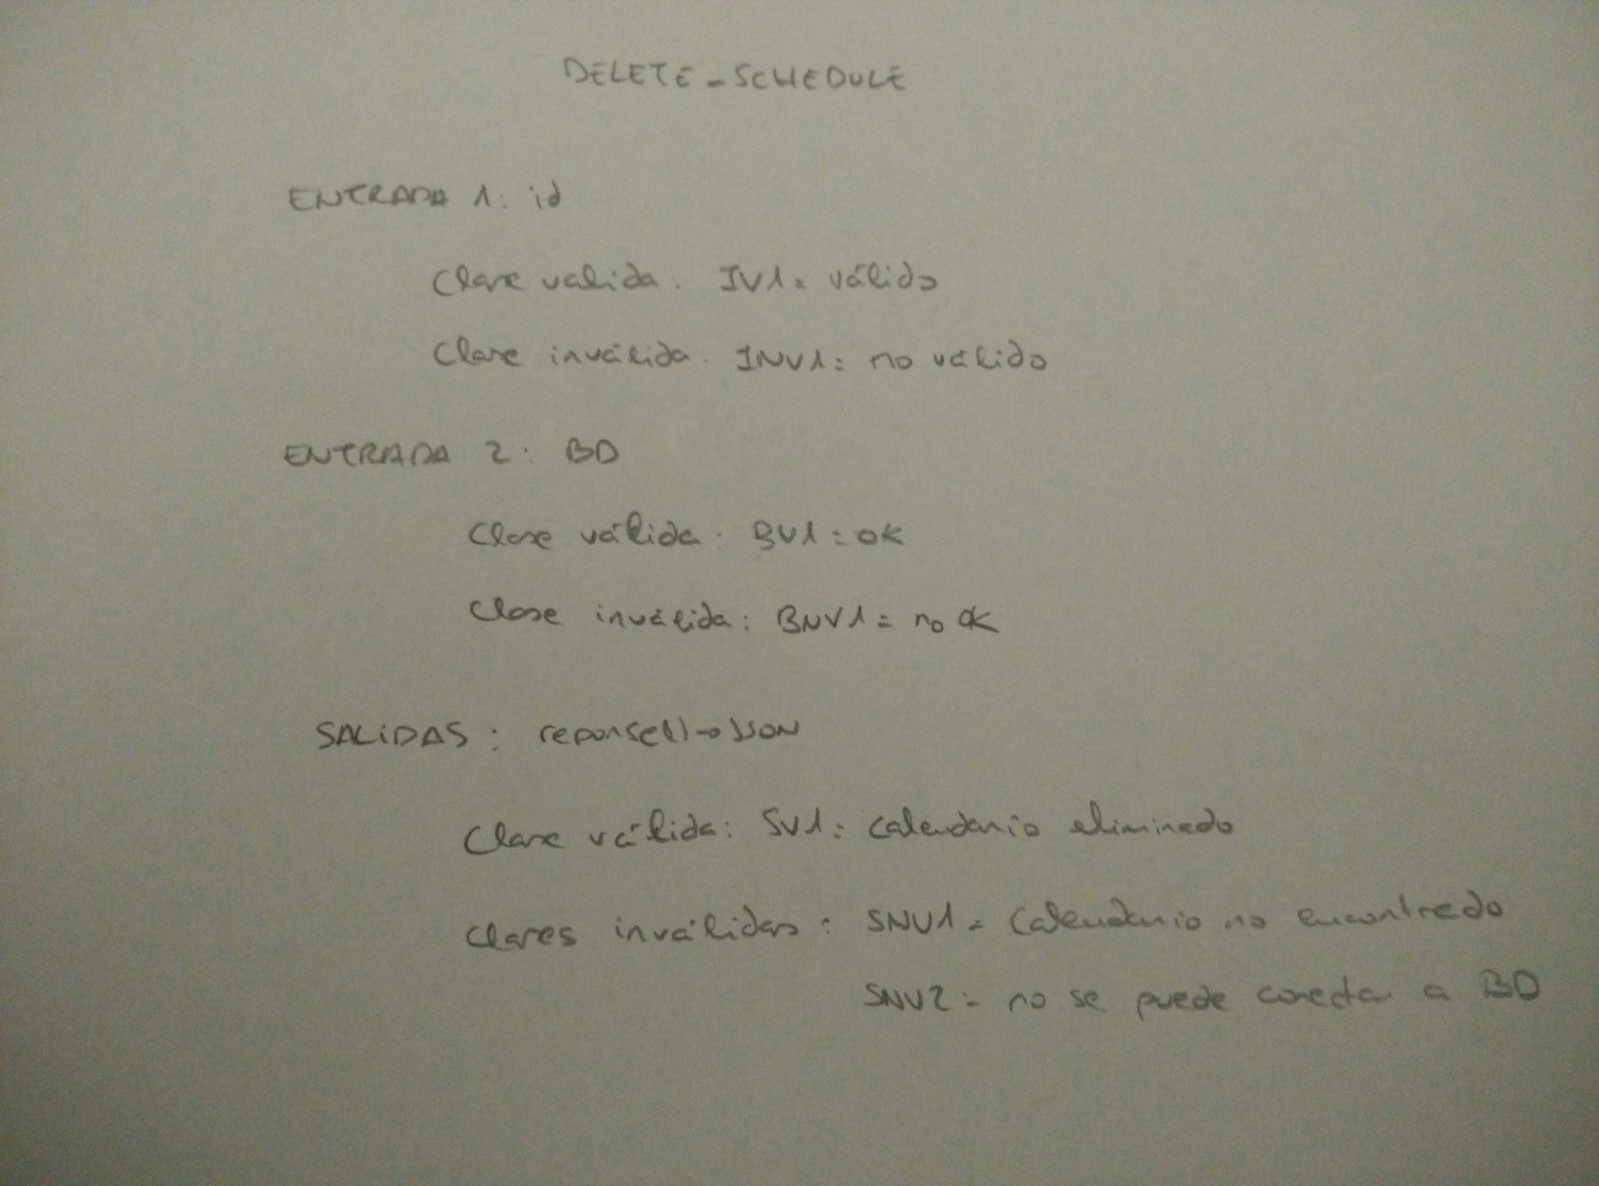 DELETE_SCHEDULE
ENTRADA 1: id
Clase valida: IV1= válido
Clase inválida: INV1= no válido
ENTRADA 2: BD
Clase válida: BV1= OK
Clase inválida: BNV1= no OK
SALIDAS: reponse()→JSON
Clase válida: SV1= calendario eliminado
Clases inválidas: SNV1= Calendario no encontrado
SNV2= no se puede conectar a BD